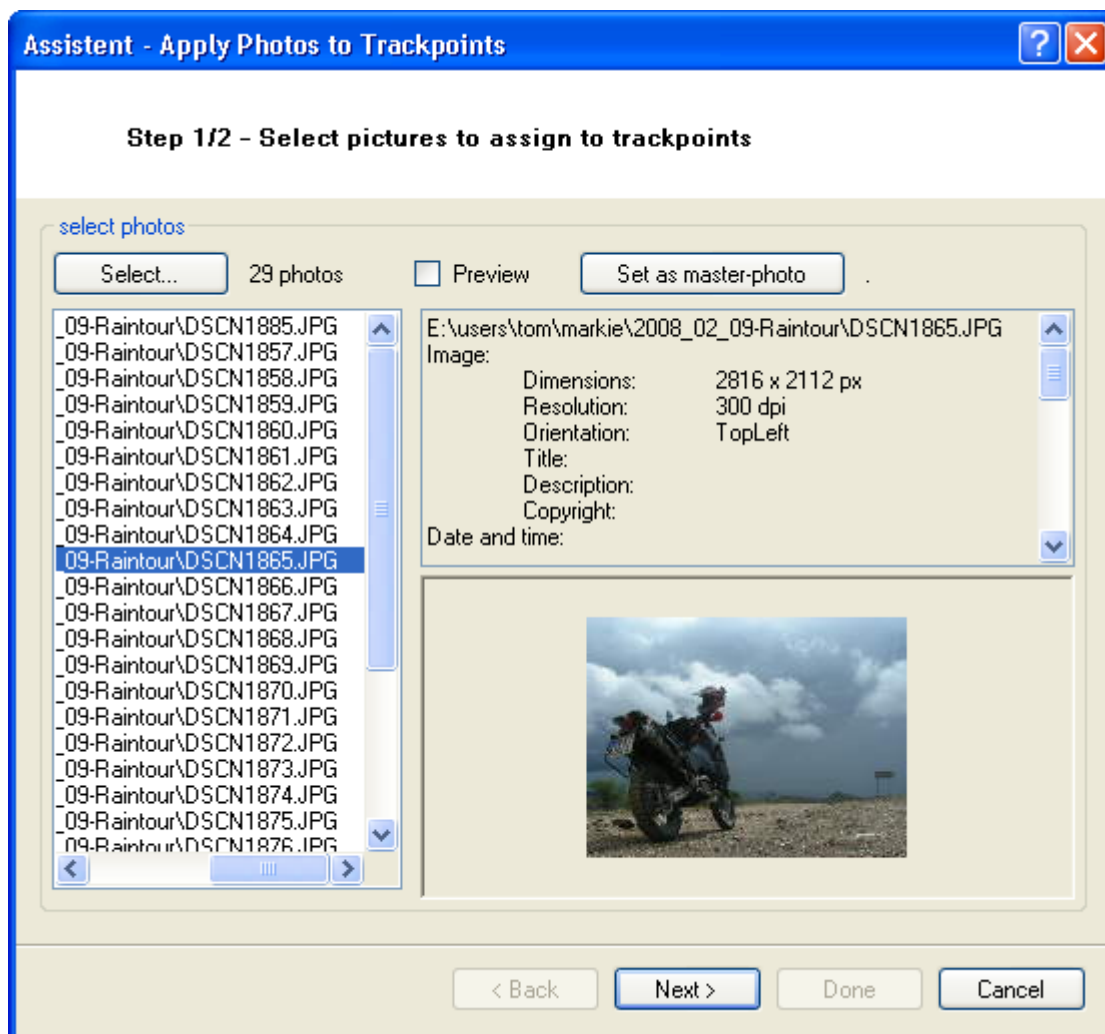 Assistent - Apply Photos to Trackpoints
Step 1/2 - Select pictures to assign to trackpoints
select photos
Select... 29 photos Preview Set as master-photo .
_09-Raintour\DSCN1885.JPG
_09-Raintour\DSCN1857.JPG
_09-Raintour\DSCN1858.JPG
_09-Raintour\DSCN1859.JPG
_09-Raintour\DSCN1860.JPG
_09-Raintour\DSCN1861.JPG
_09-Raintour\DSCN1862.JPG
_09-Raintour\DSCN1863.JPG
_09-Raintour\DSCN1864.JPG
_09-Raintour\DSCN1865.JPG
_09-Raintour\DSCN1866.JPG
_09-Raintour\DSCN1867.JPG
_09-Raintour\DSCN1868.JPG
_09-Raintour\DSCN1869.JPG
_09-Raintour\DSCN1870.JPG
_09-Raintour\DSCN1871.JPG
_09-Raintour\DSCN1872.JPG
_09-Raintour\DSCN1873.JPG
_09-Raintour\DSCN1874.JPG
_09-Raintour\DSCN1875.JPG
_09-Raintour\DSCN1876.JPG
E:\users\tom\markie\2008_02_09-Raintour\DSCN1865.JPG
Image:
Dimensions: 2816 x 2112 px
Resolution: 300 dpi
Orientation: TopLeft
Title:
Description:
Copyright:
Date and time:
< Back Next > Done Cancel